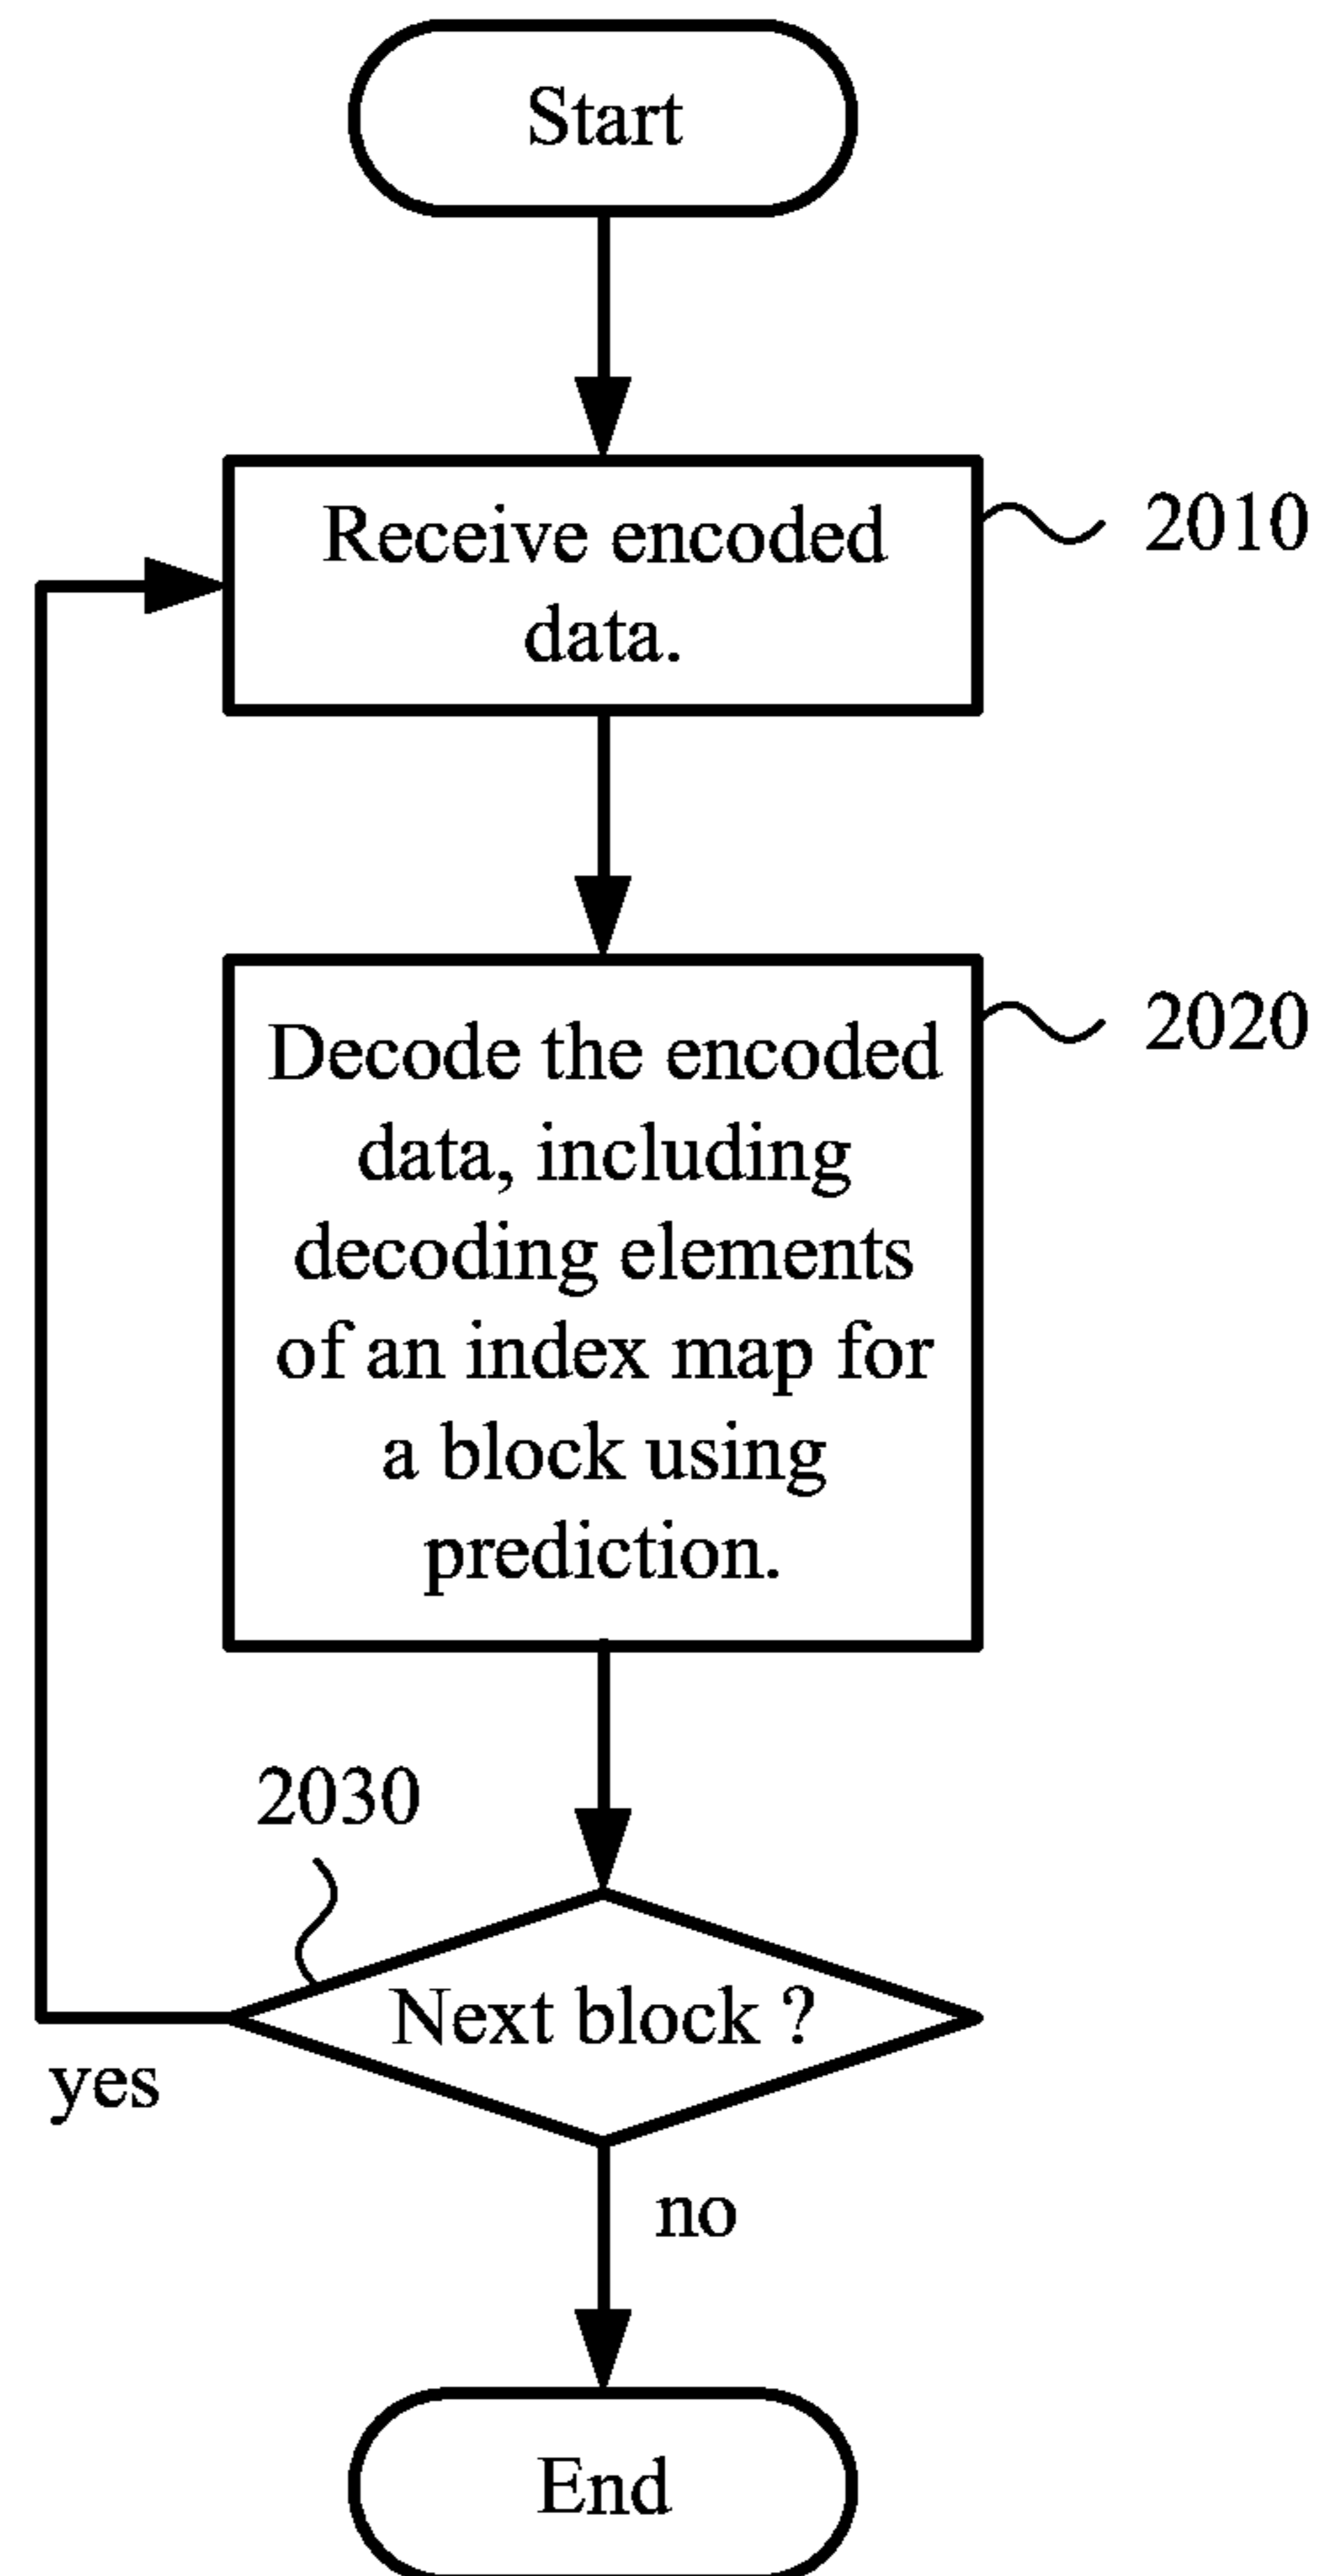 Start
Receive encoded
data.
2010
Decode the encoded
data, including
decoding elements
of an index map for
a block using
prediction.
2020
2030
Next block ?
yes
no
End